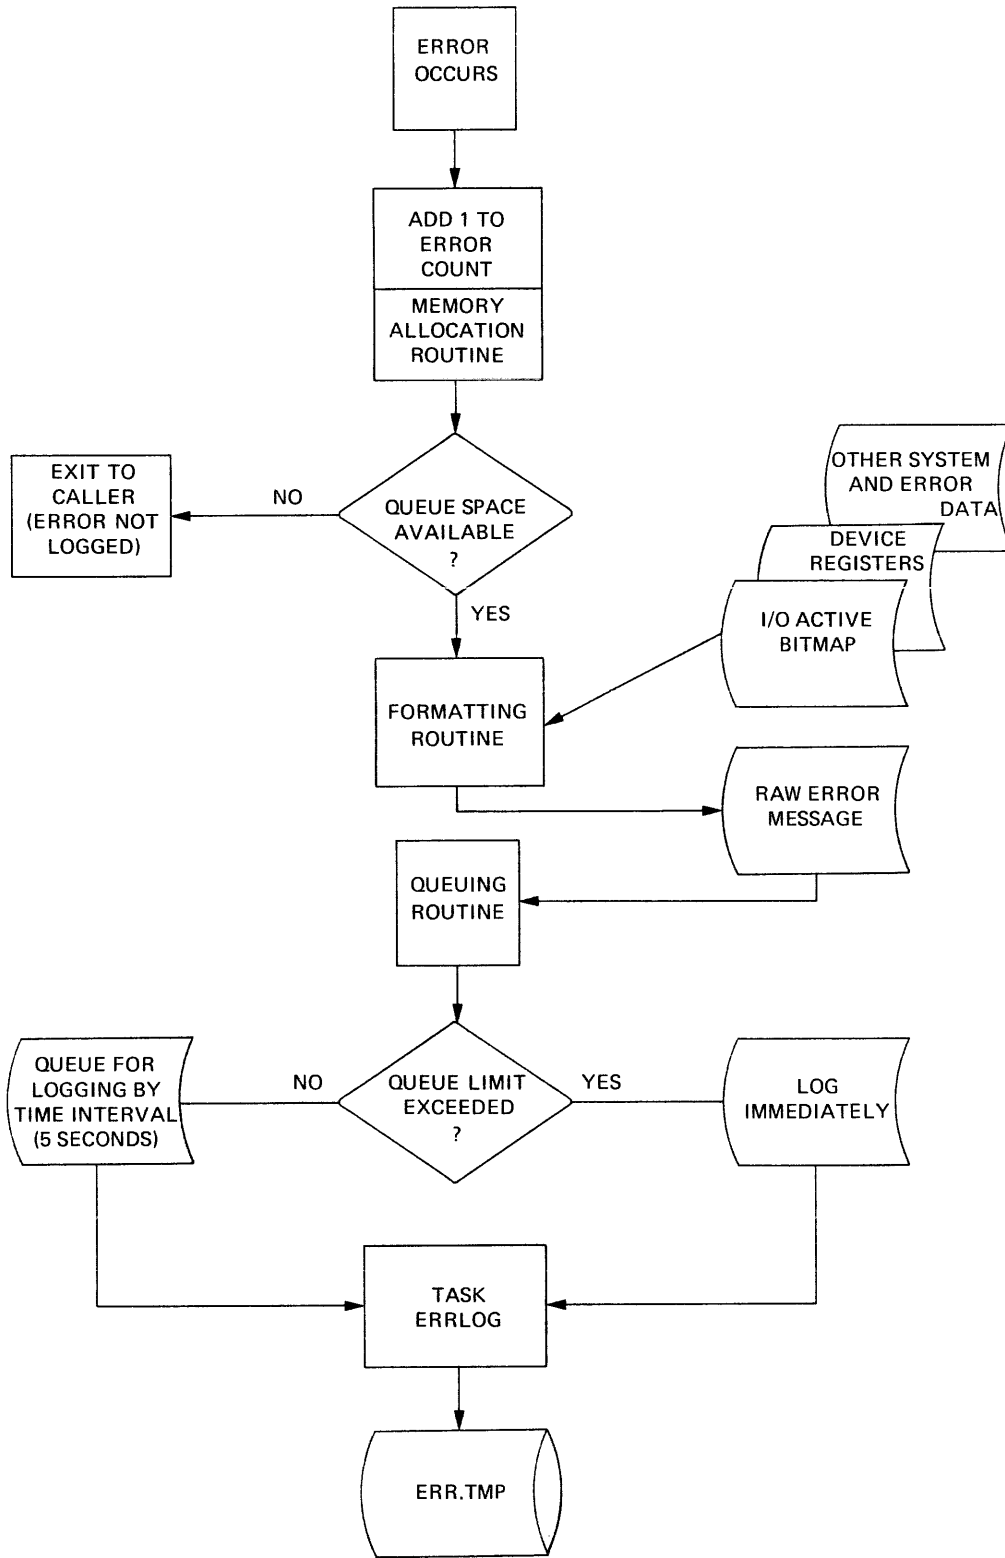 ERROR
OCCURS
ADD 1 TO
ERROR
COUNT
MEMORY
ALLOCATION
ROUTINE
EXIT TO
CALLER
(ERROR NOT
LOGGED)
NO
QUEUE SPACE
AVAILABLE
?
YES
OTHER SYSTEM
AND ERROR
DATA
DEVICE
REGISTERS
I/O ACTIVE
BITMAP
FORMATTING
ROUTINE
RAW ERROR
MESSAGE
QUEUING
ROUTINE
QUEUE FOR
LOGGING BY
TIME INTERVAL
(5 SECONDS)
NO
QUEUE LIMIT
EXCEEDED
?
YES
LOG
IMMEDIATELY
TASK
ERRLOG
ERR.TMP